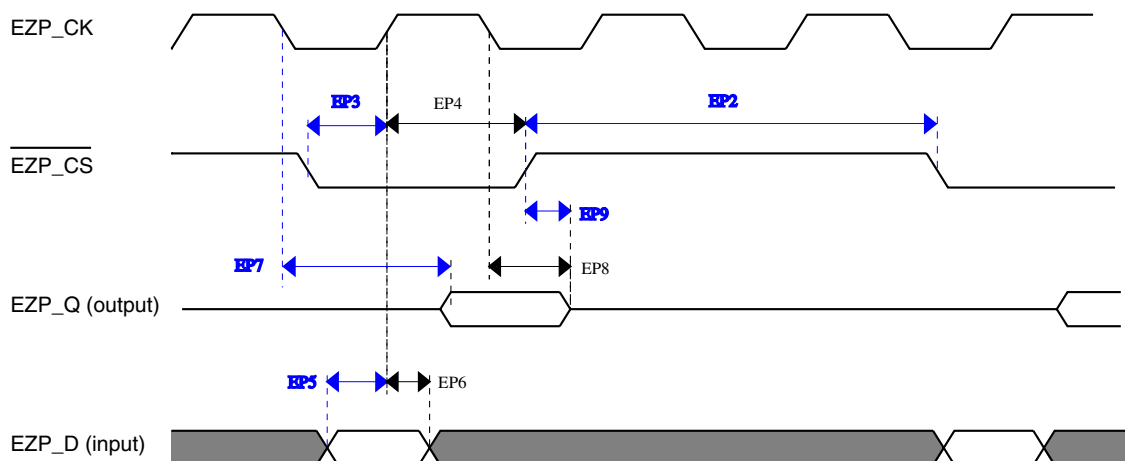 EZP_CK
EP3
EP4
EP2
EZP_CS
EP9
EP7
EP8
EZP_Q (output)
EP5
EP6
EZP_D (input)